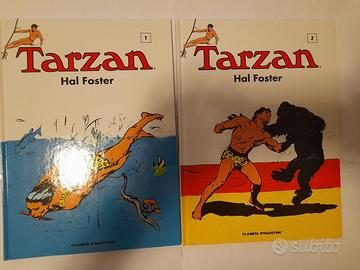 1
Tarzan
Hal Foster
PLANETA DEAGOSTINI
2
Tarzan
Hal Foster
PLANETA DEAGOSTINI
subito